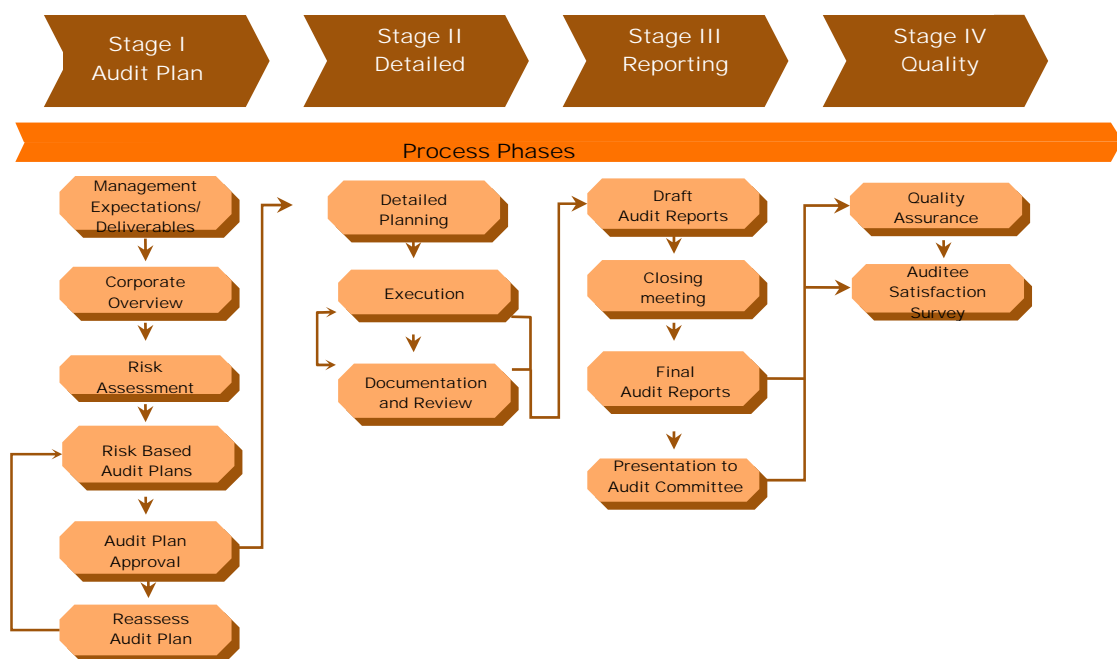 Stage I
Audit Plan
Stage II
Detailed
Stage III
Reporting
Stage IV
Quality
Process Phases
Management
Expectations/
Deliverables
Corporate
Overview
Risk
Assessment
Risk Based
Audit Plans
Audit Plan
Approval
Reassess
Audit Plan
Detailed
Planning
Execution
Documentation
and Review
Draft
Audit Reports
Closing
meeting
Final
Audit Reports
Presentation to
Audit Committee
Quality
Assurance
Auditee
Satisfaction
Survey